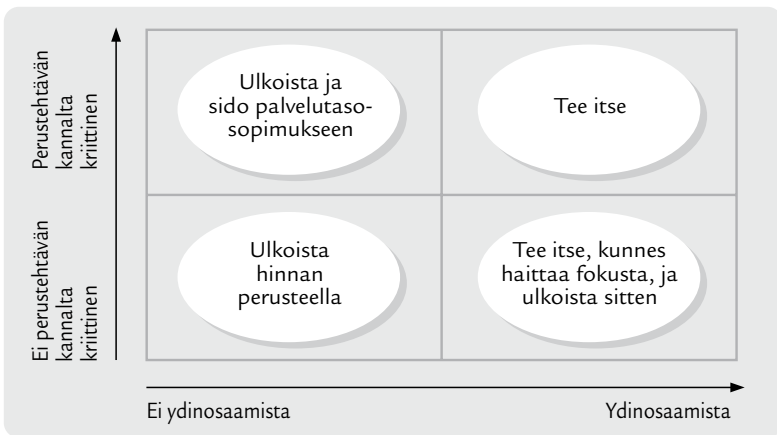 Perustehtävän
kannalta
kriittinen
Ulkoista ja
sido palvelutaso-
sopimukseen
Tee itse
Ei perustehtävän
kannalta
kriittinen
Ulkoista
hinnan
perusteella
Tee itse, kunnes
haittaa fokusta, ja
ulkoista sitten
Ei ydinosaamista
Ydinosaamista